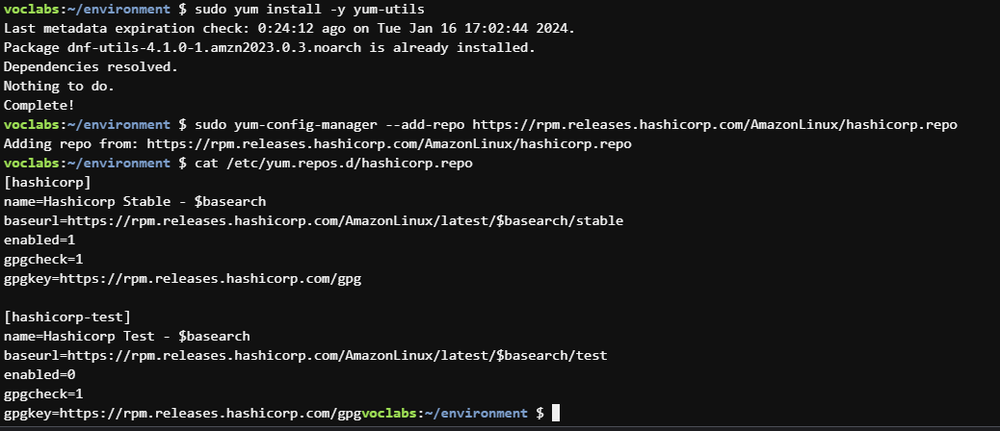 voclabs:~/environment $ sudo yum install -y yum-utils
Last metadata expiration check: 0:24:12 ago on Tue Jan 16 17:02:44 2024.
Package dnf-utils-4.1.0-1.amzn2023.0.3.noarch is already installed.
Dependencies resolved.
Nothing to do.
Complete!
voclabs:~/environment $ sudo yum-config-manager --add-repo https://rpm.releases.hashicorp.com/AmazonLinux/hashicorp.repo
Adding repo from: https://rpm.releases.hashicorp.com/AmazonLinux/hashicorp.repo
voclabs:~/environment $ cat /etc/yum.repos.d/hashicorp.repo
[hashicorp]
name=Hashicorp Stable - $basearch
baseurl=https://rpm.releases.hashicorp.com/AmazonLinux/latest/$basearch/stable
enabled=1
gpgcheck=1
gpgkey=https://rpm.releases.hashicorp.com/gpg

[hashicorp-test]
name=Hashicorp Test - $basearch
baseurl=https://rpm.releases.hashicorp.com/AmazonLinux/latest/$basearch/test
enabled=0
gpgcheck=1
gpgkey=https://rpm.releases.hashicorp.com/gpgvoclabs:~/environment $